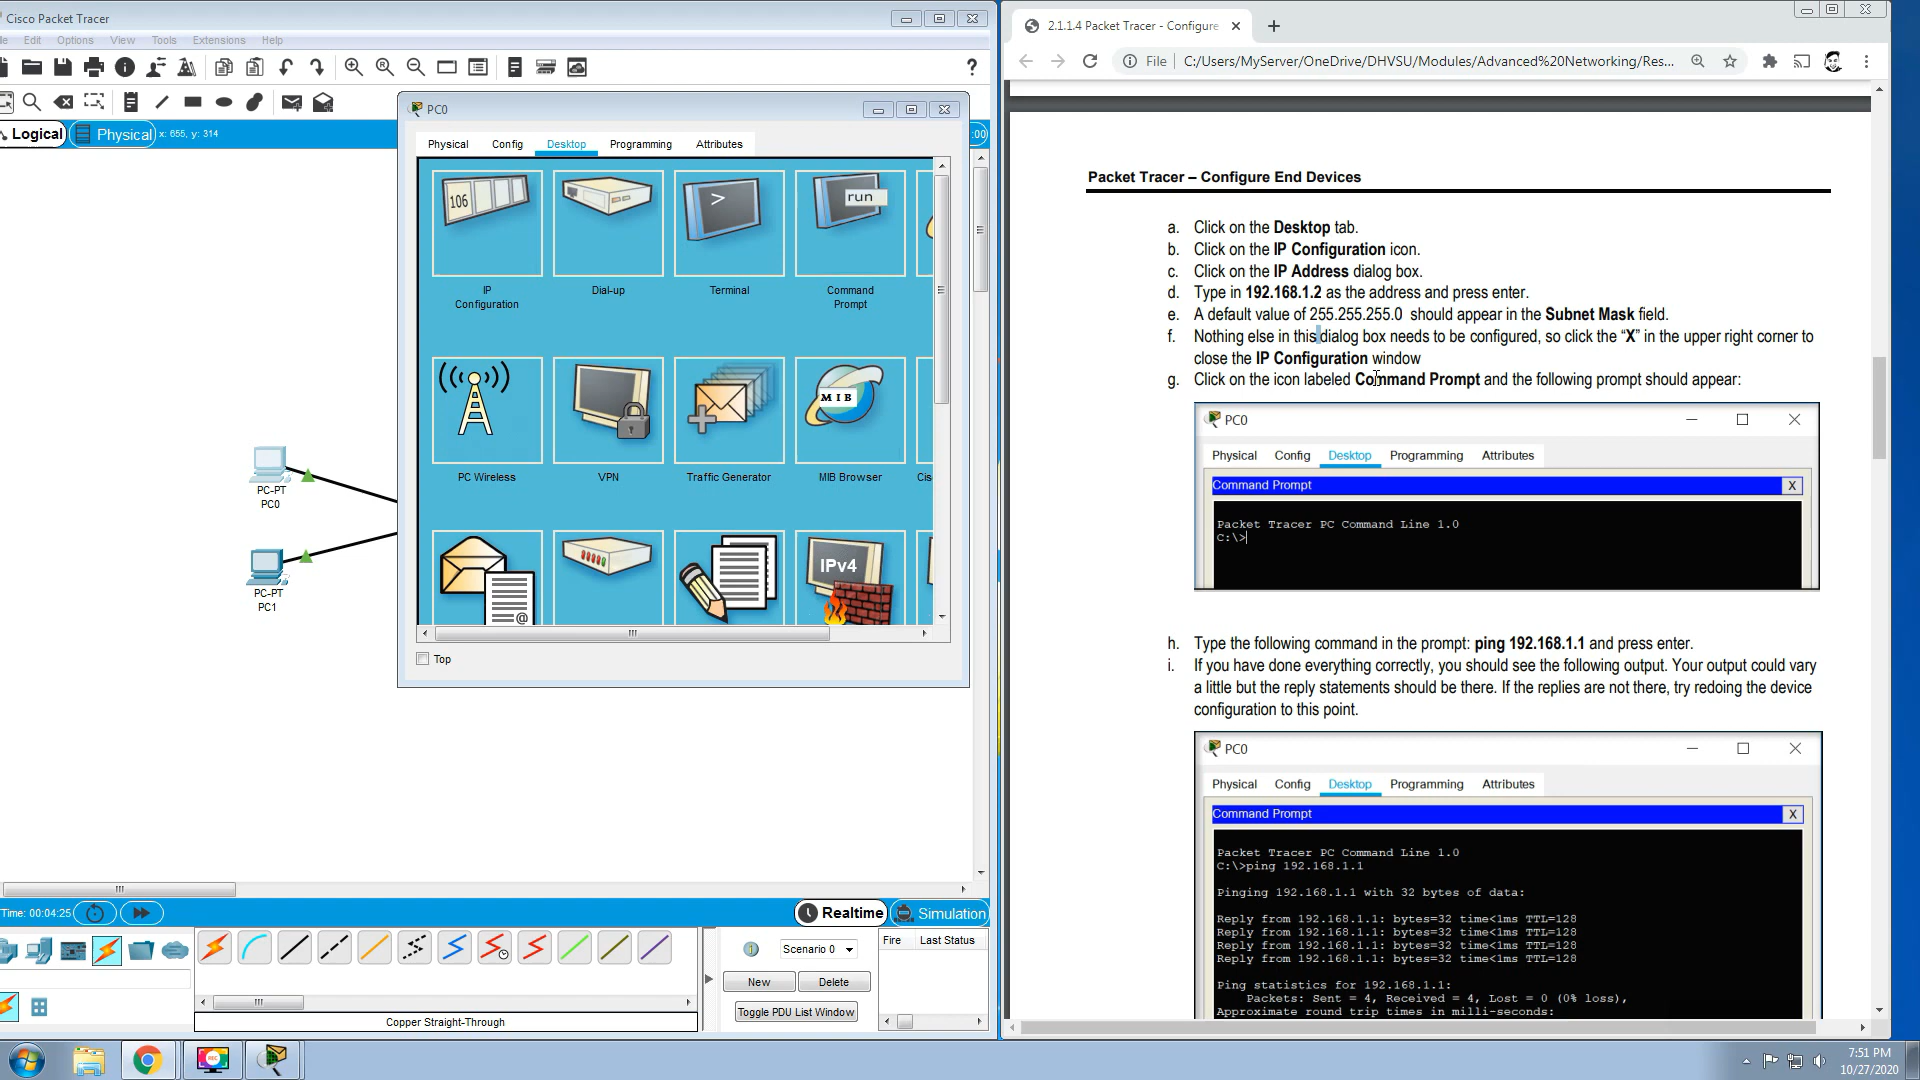 Cisco Packet Tracer
Edit Options View Tools Extensions Help
?
Logical
Physical
x: 655, y: 314
PC0
Physical Config Desktop Programming Attributes
106
>
run
IP
Configuration
Dial-up
Terminal
Command
Prompt
MIB
PC Wireless
VPN
Traffic Generator
MIB Browser
Cis
@
IPv4
Top
PC-PT
PC0
PC-PT
PC1
Time: 00:04:25
Realtime
Simulation
Scenario 0
Fire
Last Status
New
Delete
Toggle PDU List Window
Copper Straight-Through
2.1.1.4 Packet Tracer - Configure
File
C:/Users/MyServer/OneDrive/DHVSU/Modules/Advanced%20Networking/Res...
Packet Tracer – Configure End Devices
a. Click on the Desktop tab.
b. Click on the IP Configuration icon.
c. Click on the IP Address dialog box.
d. Type in 192.168.1.2 as the address and press enter.
e. A default value of 255.255.255.0 should appear in the Subnet Mask field.
f. Nothing else in this dialog box needs to be configured, so click the “X” in the upper right corner to
close the IP Configuration window
g. Click on the icon labeled Command Prompt and the following prompt should appear:
PC0
Physical Config Desktop Programming Attributes
Command Prompt
X
Packet Tracer PC Command Line 1.0
C:\>
h. Type the following command in the prompt: ping 192.168.1.1 and press enter.
i. If you have done everything correctly, you should see the following output. Your output could vary
a little but the reply statements should be there. If the replies are not there, try redoing the device
configuration to this point.
PC0
Physical Config Desktop Programming Attributes
Command Prompt
X
Packet Tracer PC Command Line 1.0
C:\>ping 192.168.1.1
Pinging 192.168.1.1 with 32 bytes of data:
Reply from 192.168.1.1: bytes=32 time<1ms TTL=128
Reply from 192.168.1.1: bytes=32 time<1ms TTL=128
Reply from 192.168.1.1: bytes=32 time<1ms TTL=128
Reply from 192.168.1.1: bytes=32 time<1ms TTL=128
Ping statistics for 192.168.1.1:
Packets: Sent = 4, Received = 4, Lost = 0 (0% loss),
Approximate round trip times in milli-seconds:
REC
7:51 PM
10/27/2020